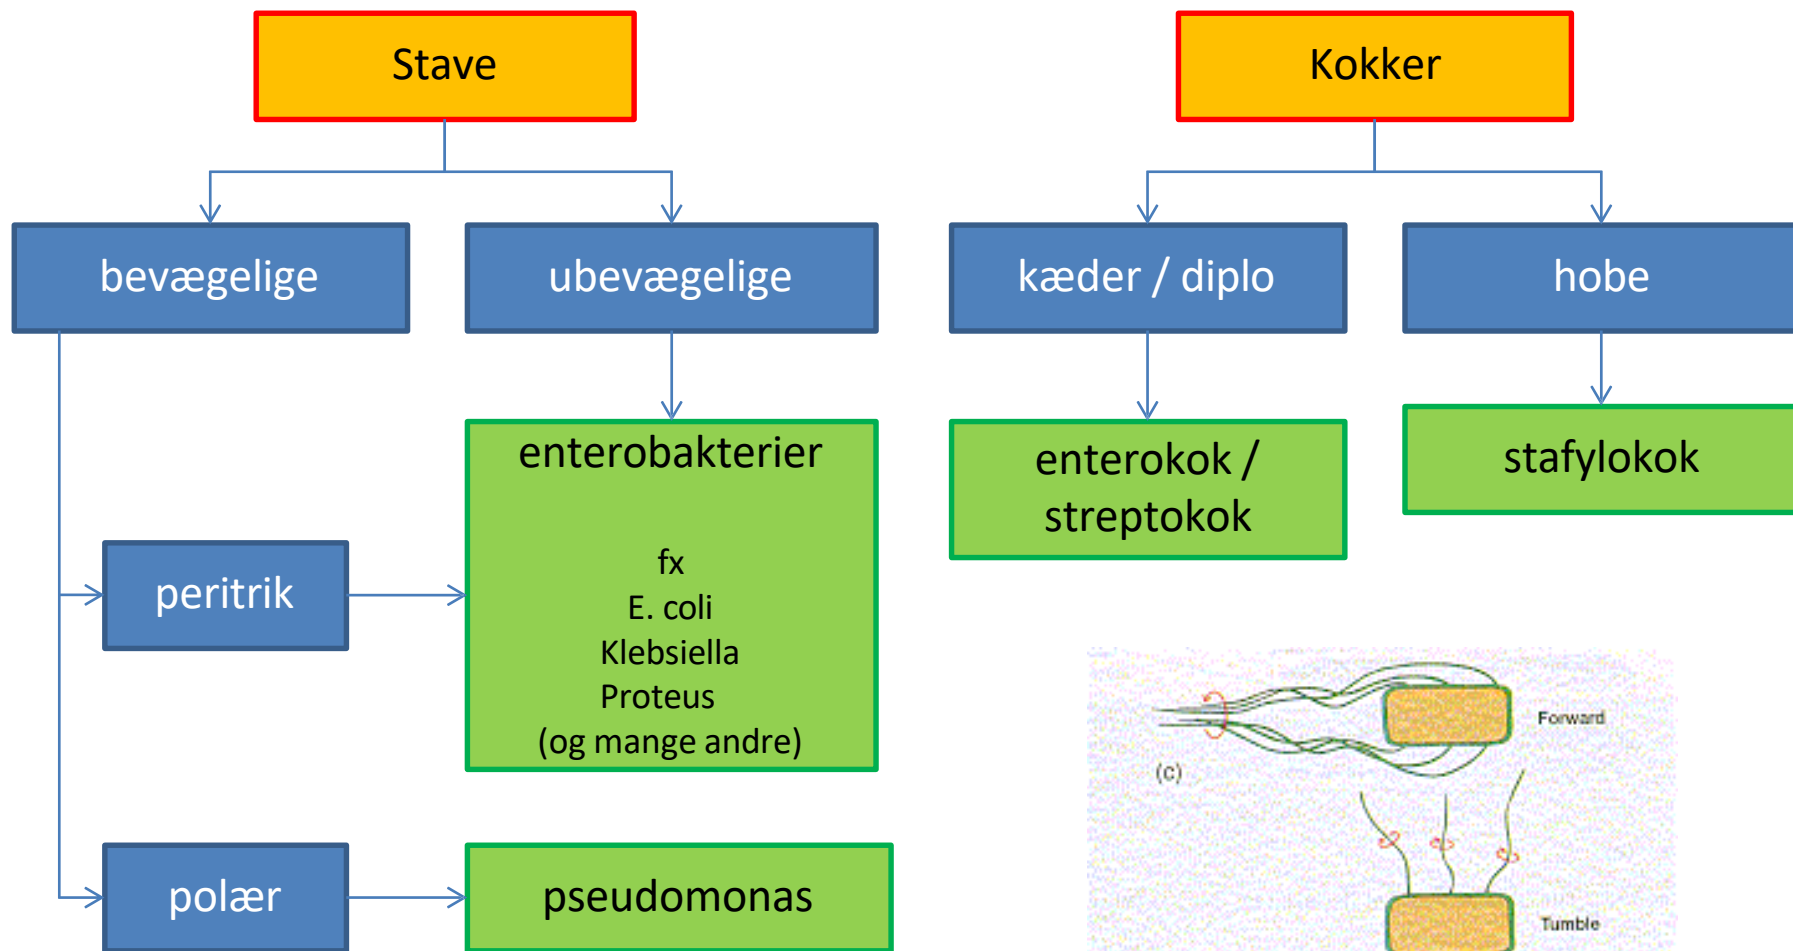 Stave
Kokker
bevægelige
ubevægelige
kæder / diplo
hobe
enterobakterier
fx
E. coli
Klebsiella
Proteus
(og mange andre)
enterokok /
streptokok
stafylokok
peritrik
polær
pseudomonas
Forward
(c)
Tumble